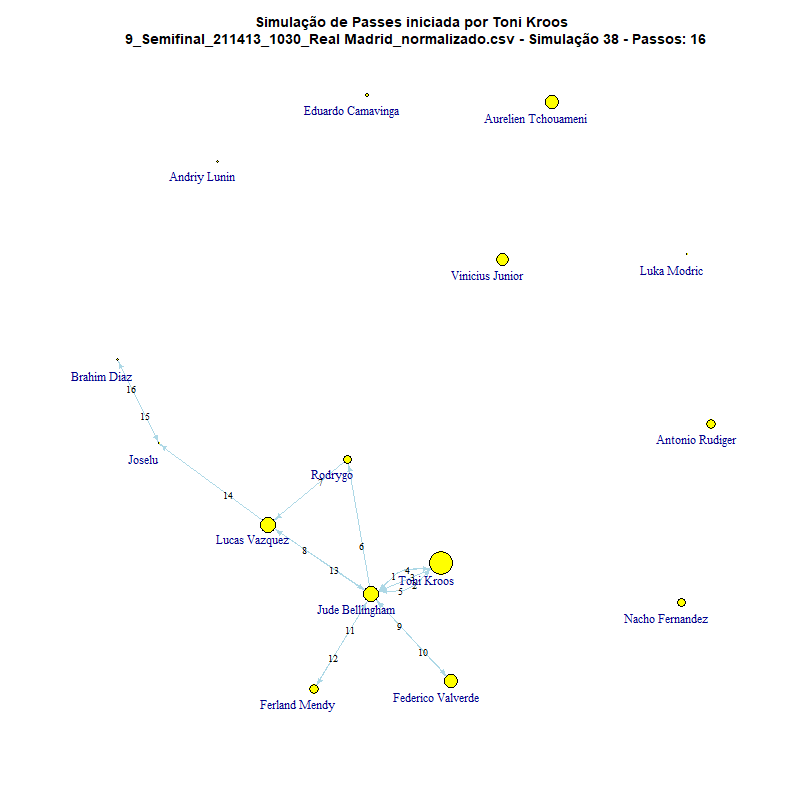 Simulação de Passes iniciada por Toni Kroos
9_Semifinal_211413_1030_Real Madrid_normalizado.csv - Simulação 38 - Passos: 16
Eduardo Camavinga
Aurelien Tchouameni
Andriy Lunin
Vinicius Junior
Luka Modric
Brahim Diaz
16
15
Antonio Rudiger
Joselu
Rodrygo
7
14
Lucas Vazquez
6
8
13
4
1
3
Toni Kroos
2
5
Jude Bellingham
Nacho Fernandez
9
11
10
12
Federico Valverde
Ferland Mendy